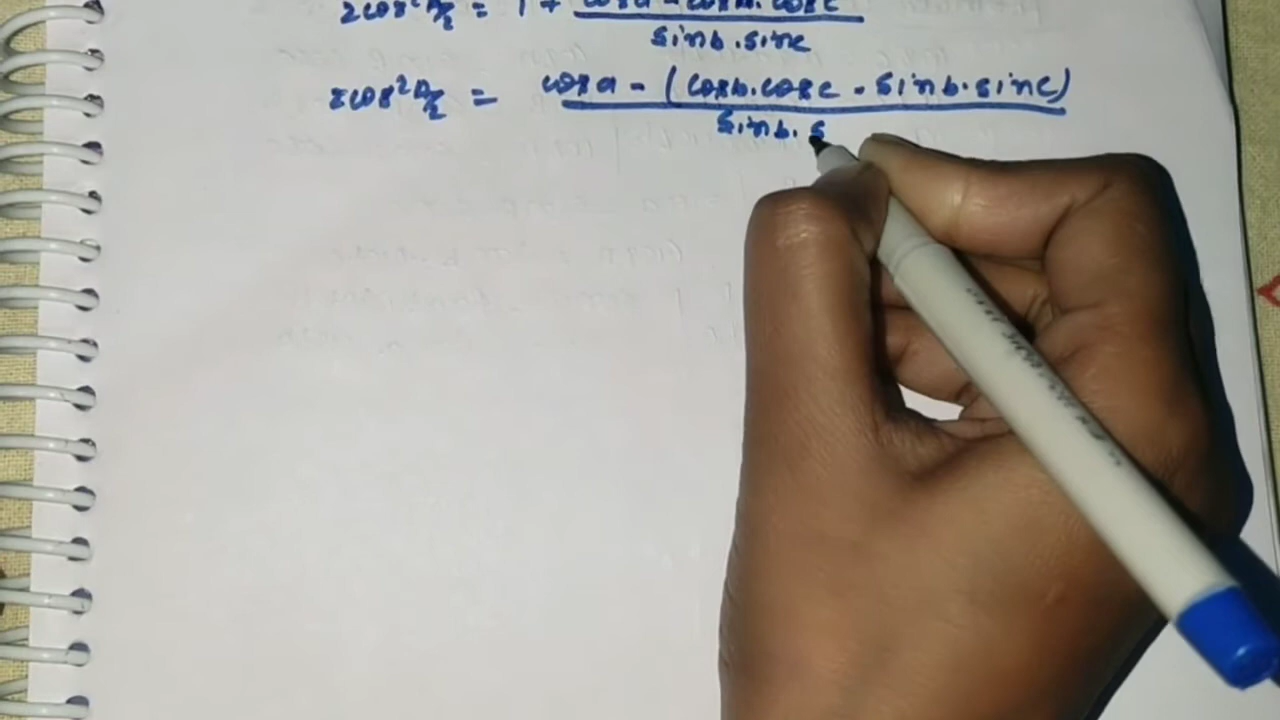 2cos²A/2 = 1 + cosa - cosb.cosc
sinb.sinc
2cos²A/2 = cosa - (cosb.cosc - sinb.sinc)
sinb.s